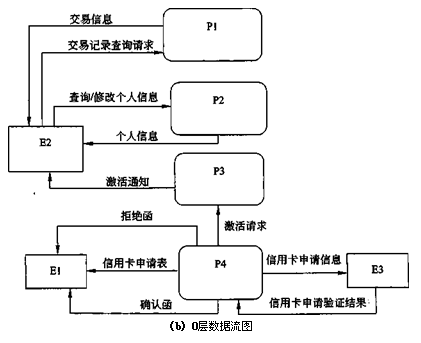 交易信息
P1
交易记录查询请求
查询/修改个人信息
P2
E2
个人信息
P3
激活通知
拒绝函
激活请求
E1
信用卡申请表
P4
信用卡申请信息
E3
确认函
信用卡申请验证结果
(b) 0层数据流图